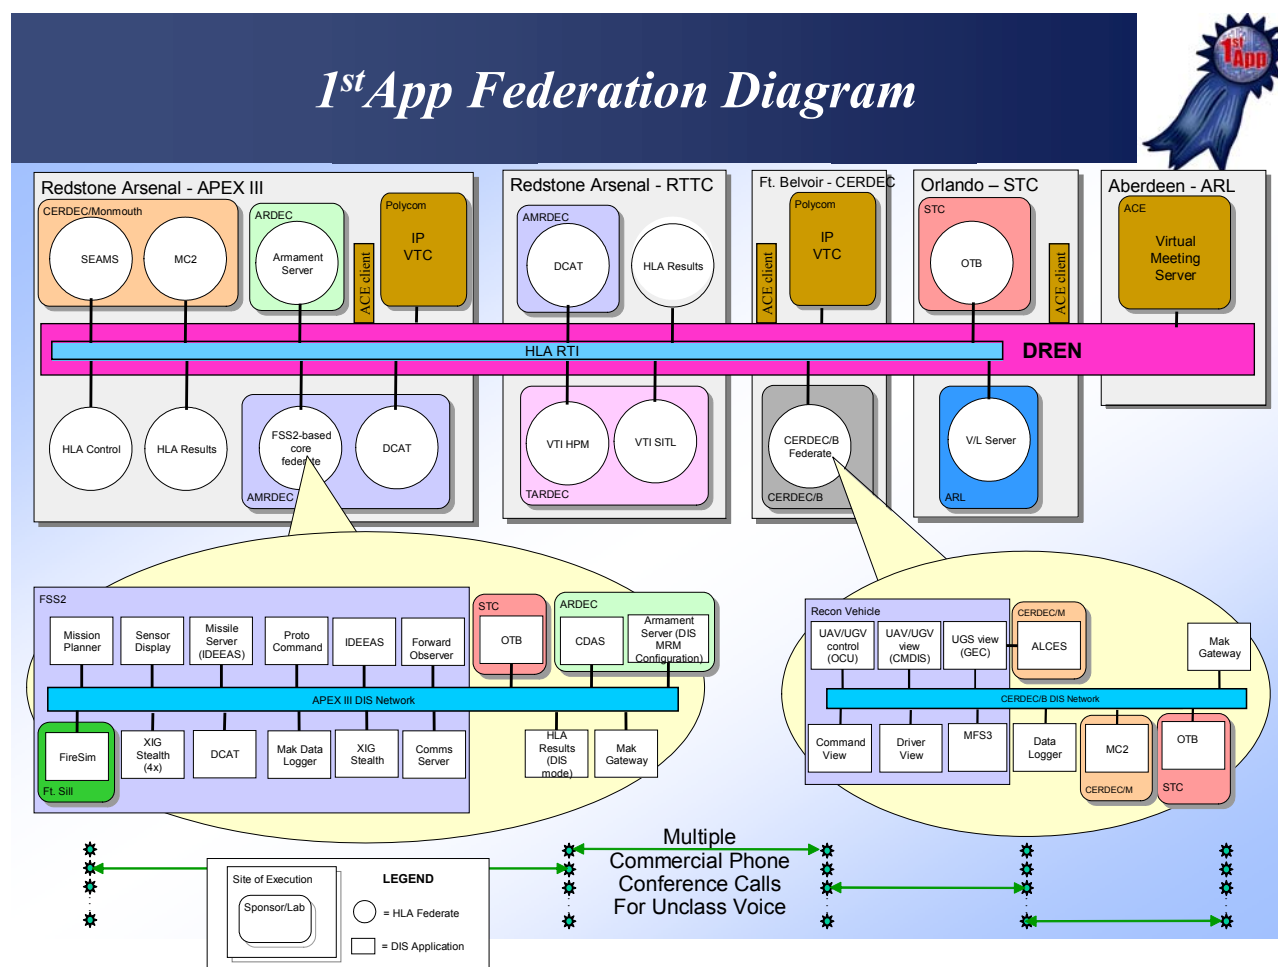 1st App Federation Diagram
1st
App
Redstone Arsenal - APEX III
Redstone Arsenal - RTTC
Ft. Belvoir - CERDEC
Orlando – STC
Aberdeen - ARL
CERDEC/Monmouth
SEAMS
MC2
ARDEC
Armament
Server
ACE client
Polycom
IP
VTC
AMRDEC
DCAT
HLA Results
ACE client
Polycom
IP
VTC
STC
OTB
ACE client
ACE
Virtual
Meeting
Server
HLA RTI
DREN
HLA Control
HLA Results
FSS2-based
core
federate
DCAT
AMRDEC
VTI HPM
VTI SITL
TARDEC
CERDEC/B
Federate
CERDEC/B
V/L Server
ARL
FSS2
Mission
Planner
Sensor
Display
Missile
Server
(IDEEAS)
Proto
Command
IDEEAS
Forward
Observer
STC
OTB
ARDEC
CDAS
Armament
Server (DIS
MRM
Configuration)
APEX III DIS Network
FireSim
Ft. Sill
XIG
Stealth
(4x)
DCAT
Mak Data
Logger
XIG
Stealth
Comms
Server
HLA
Results
(DIS
mode)
Mak
Gateway
Recon Vehicle
UAV/UGV
control
(OCU)
UAV/UGV
view
(CMDIS)
UGS view
(GEC)
CERDEC/M
ALCES
Mak
Gateway
CERDEC/B DIS Network
Command
View
Driver
View
MFS3
Data
Logger
MC2
CERDEC/M
OTB
STC
Multiple
Commercial Phone
Conference Calls
For Unclass Voice
Site of Execution
Sponsor/Lab
LEGEND
= HLA Federate
= DIS Application